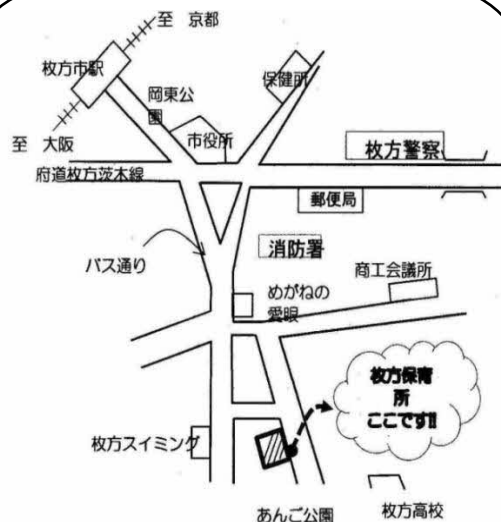 至 京都
枚方市駅
保健所
岡東公
園
市役所
至 大阪
枚方警察
府道枚方茨木線
郵便局
消防署
バス通り
商工会議所
めがねの
愛眼
枚方保育
所
ここです!!
枚方スイミング
あんご公園
枚方高校